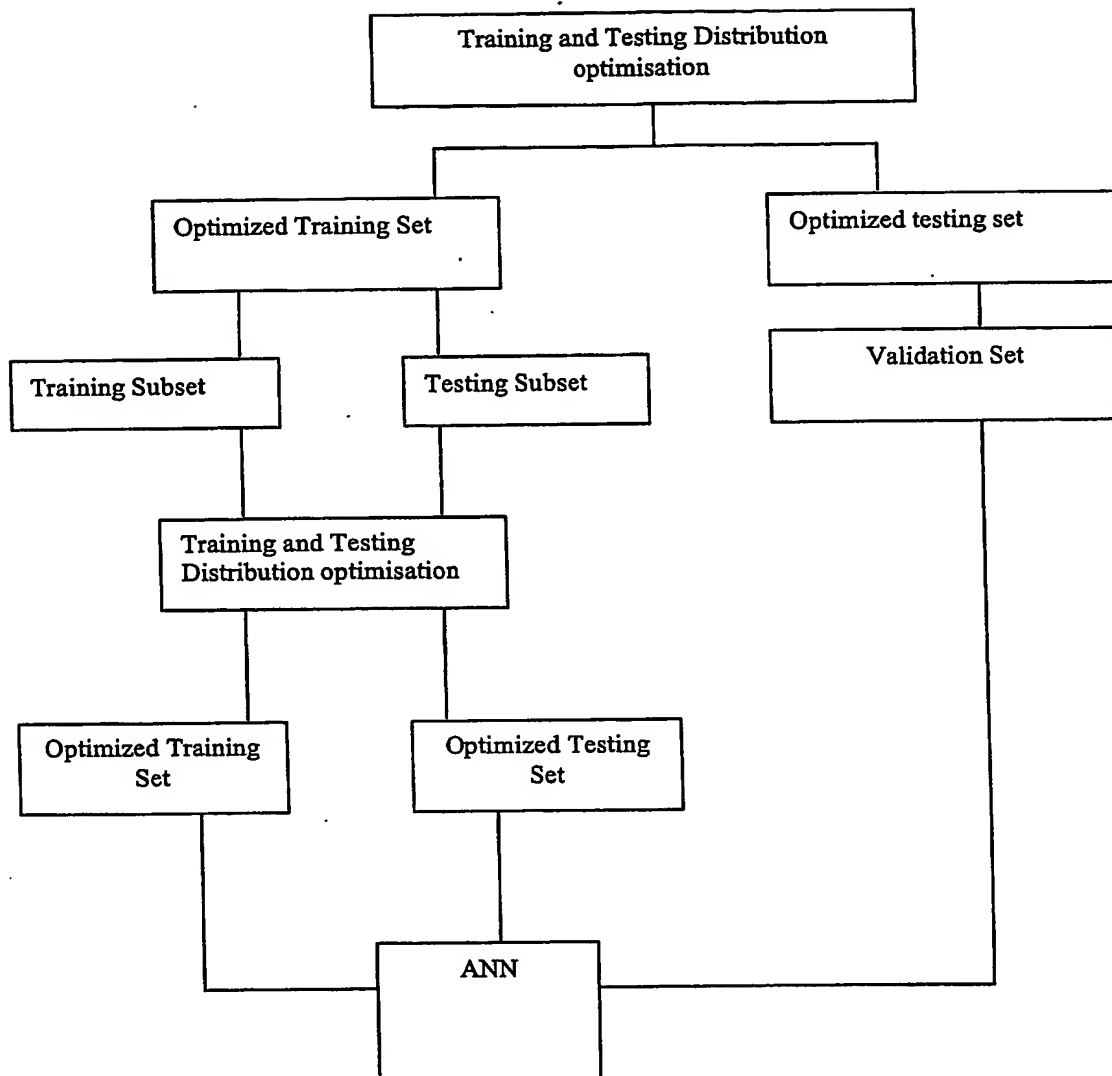 Training and Testing Distribution
optimisation
Optimized Training Set
Optimized testing set
Training Subset
Testing Subset
Validation Set
Training and Testing
Distribution optimisation
Optimized Training
Set
Optimized Testing
Set
ANN